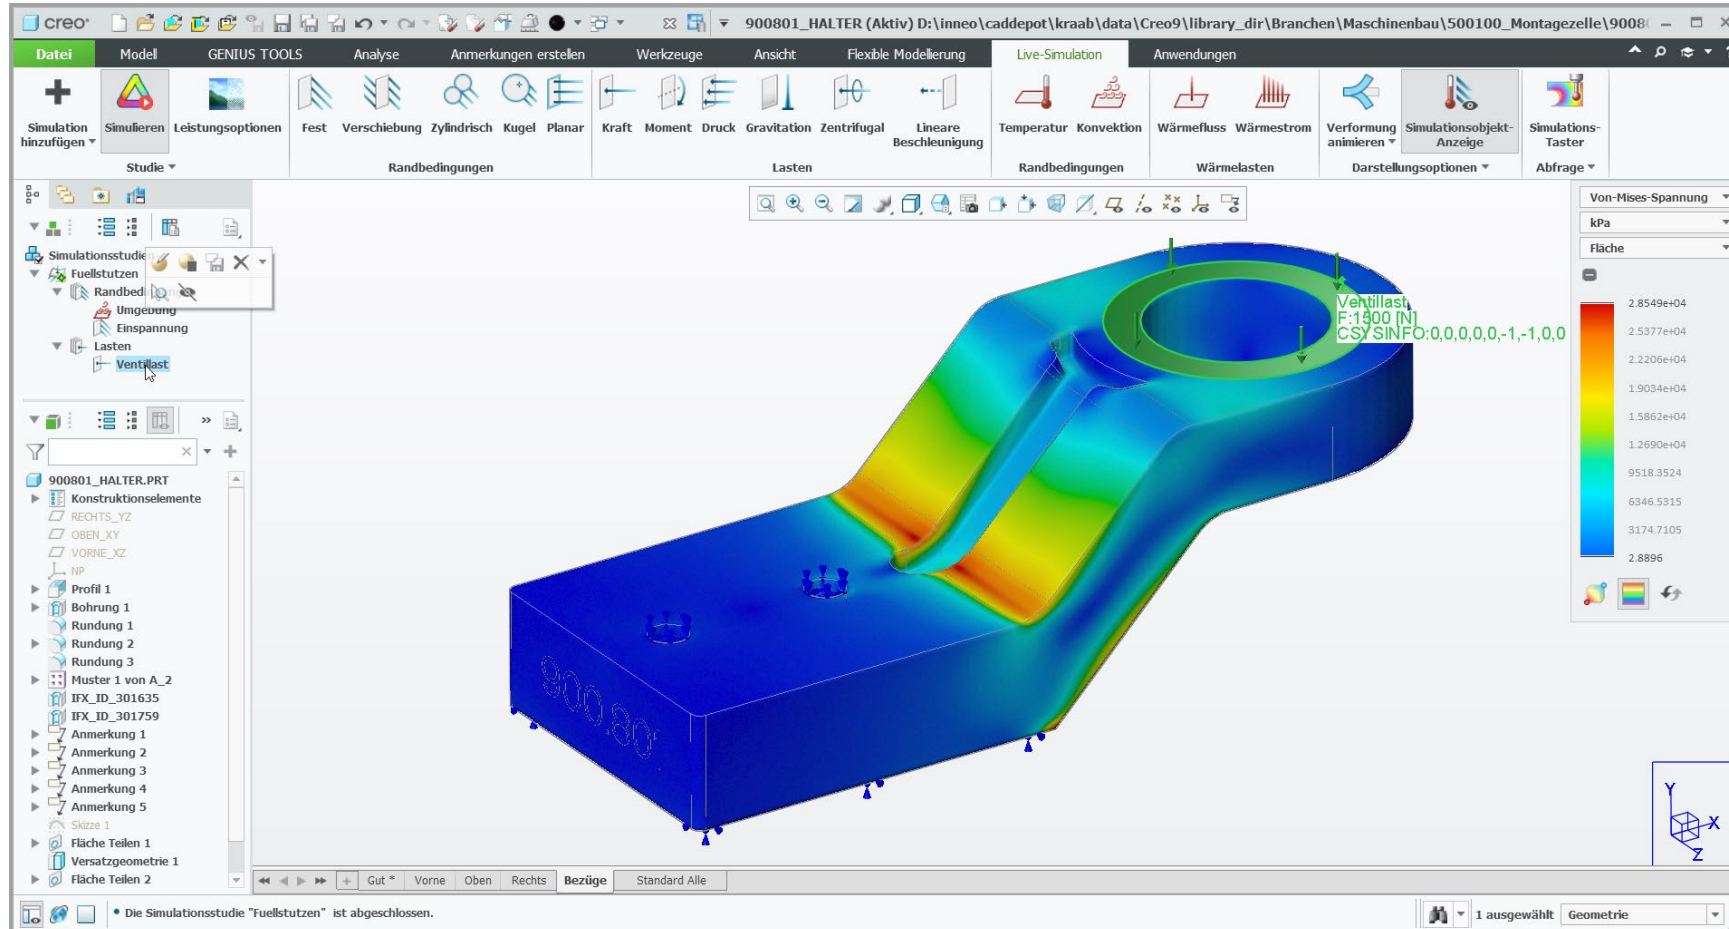 creo
900801_HALTER (Aktiv) D:\inneo\caddepot\kraab\data\Creo9\library_dir\Branchen\Maschinenbau\500100_Montagezelle\9008
Datei Modell GENIUS TOOLS Analyse Anmerkungen erstellen Werkzeuge Ansicht Flexible Modellierung Live-Simulation Anwendungen
Simulation hinzufügen
Simulieren
Leistungsoptionen
Fest
Verschiebung
Zylindrisch
Kugel
Planar
Kraft
Moment
Druck
Gravitation
Zentrifugal
Lineare Beschleunigung
Temperatur
Konvektion
Wärmefluss
Wärmestrom
Verformung animieren
Simulationsobjekt-Anzeige
Simulations-Taster
Studie Randbedingungen Lasten Randbedingungen Wärmelasten Darstellungsoptionen Abfrage
Simulationsstudie
Fuellstutzen
Umgebung
Einspannung
Lasten
Ventillast
900801_HALTER.PRT
Konstruktionselemente
RECHTS_YZ
OBEN_XY
VORNE_XZ
NP
Profil 1
Bohrung 1
Rundung 1
Rundung 2
Rundung 3
Muster 1 von A_2
IFX_ID_301635
IFX_ID_301759
Anmerkung 1
Anmerkung 2
Anmerkung 3
Anmerkung 4
Anmerkung 5
Skizze 1
Fläche Teilen 1
Versatzgeometrie 1
Fläche Teilen 2
Ventillast
F:1500 [N]
CSYSINFO:0,0,0,0,0,-1,-1,0,0
Von-Mises-Spannung
kPa
Fläche
2.8549e+04
2.5377e+04
2.2206e+04
1.9034e+04
1.5862e+04
1.2690e+04
9518.3524
6346.5315
3174.7105
2.8896
Y
X
Z
Gut * Vorne Oben Rechts Bezüge Standard Alle
• Die Simulationsstudie "Fuellstutzen" ist abgeschlossen.
1 ausgewählt Geometrie